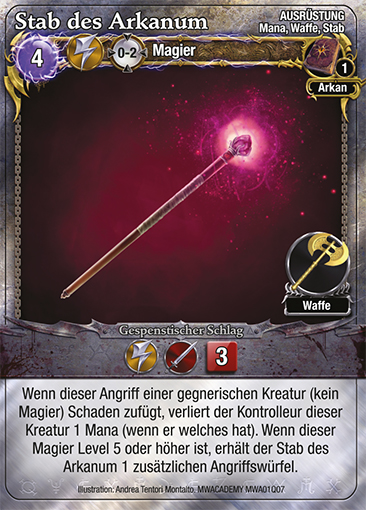 Stab des Arkanum
AUSRÜSTUNG
Mana, Waffe, Stab
4
0-2
Magier
1
Arkan
Waffe
Gespenstischer Schlag
3
Wenn dieser Angriff einer gegnerischen Kreatur (kein
Magier) Schaden zufügt, verliert der Kontrolleur dieser
Kreatur 1 Mana (wenn er welches hat). Wenn dieser
Magier Level 5 oder höher ist, erhält der Stab des
Arkanum 1 zusätzlichen Angriffswürfel.
Illustration: Andrea Tentori Montalto, MWACADEMY MWA01Q07